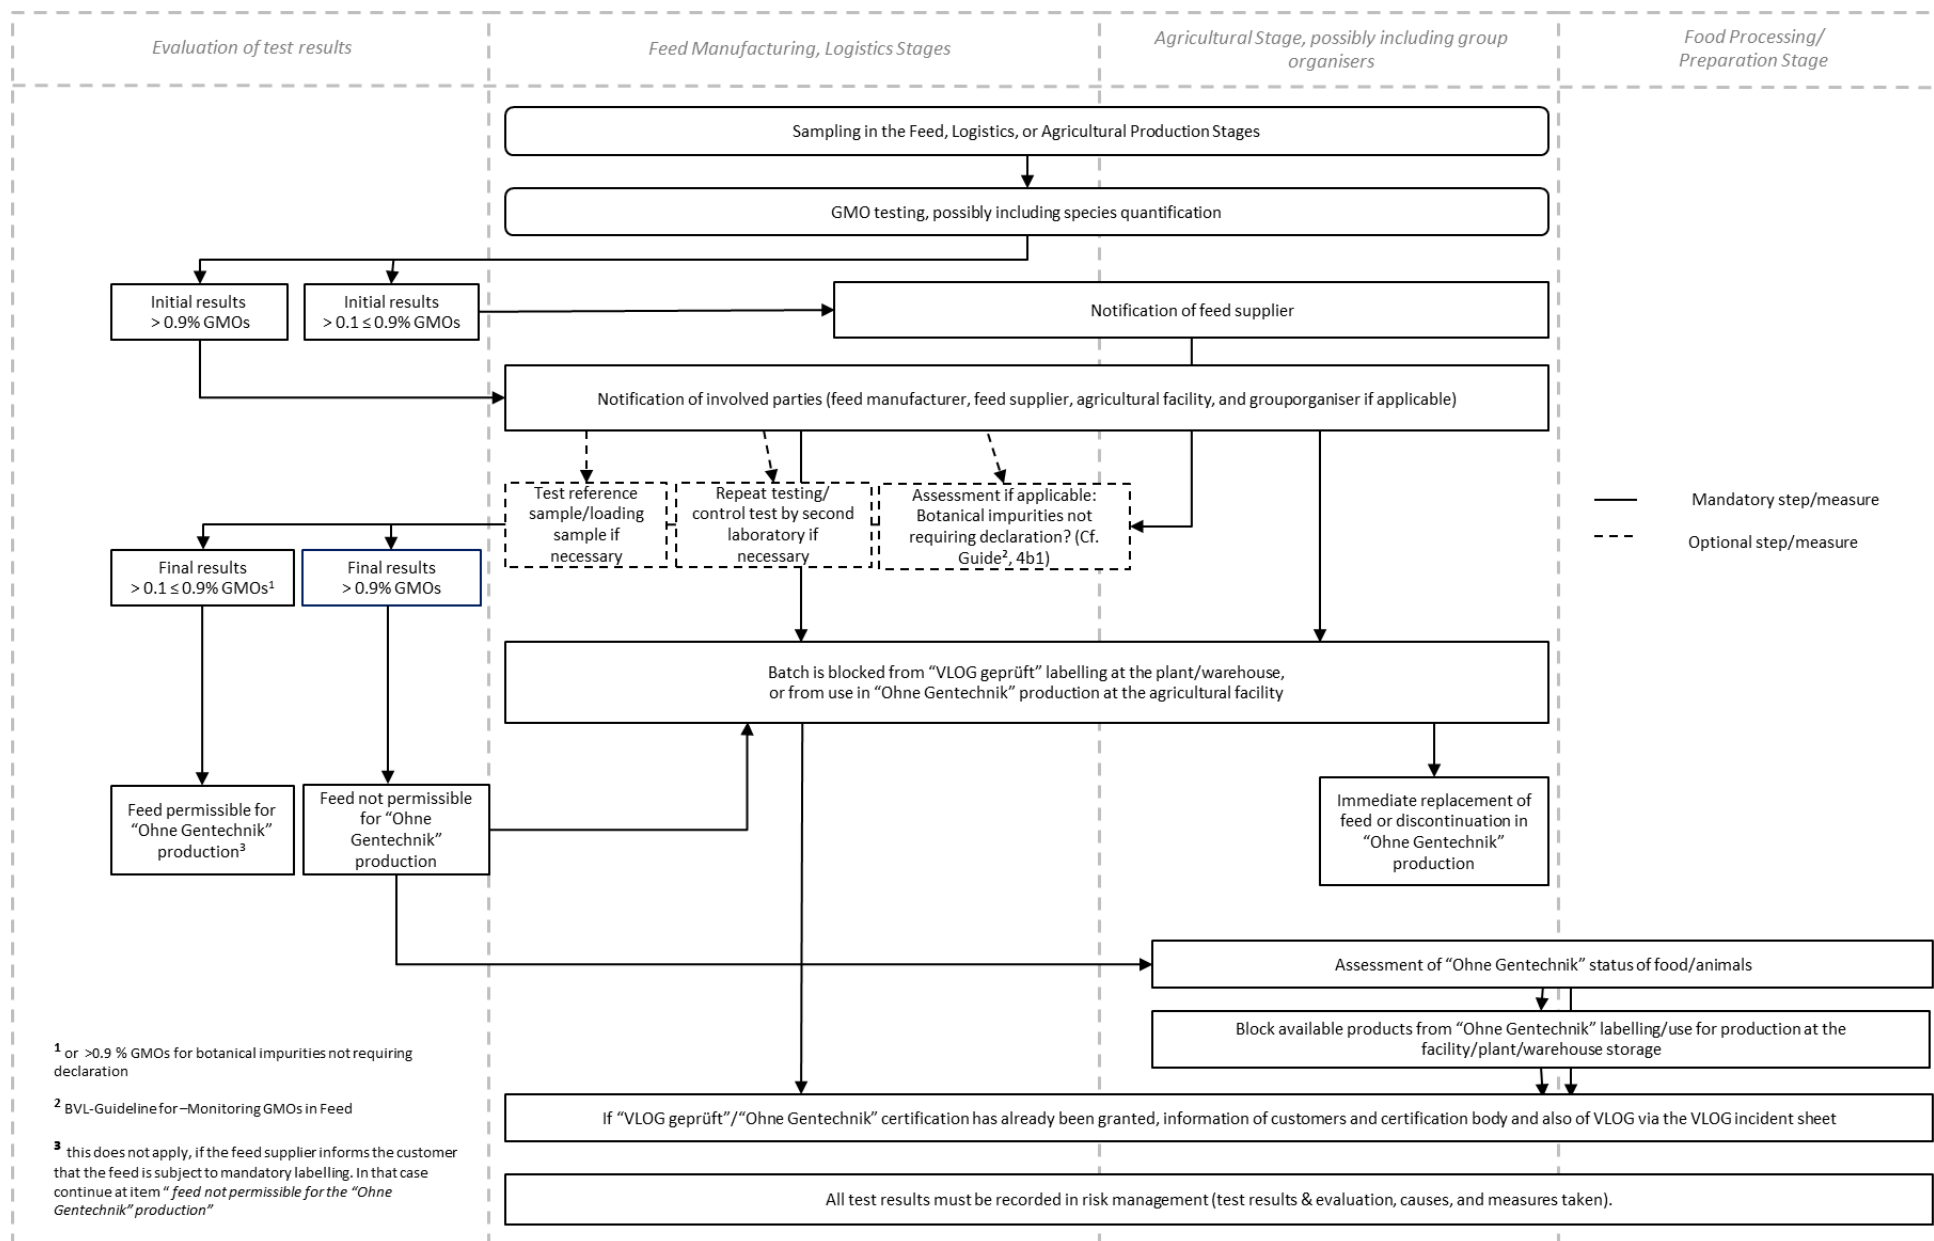 Evaluation of test results
Feed Manufacturing, Logistics Stages
Agricultural Stage, possibly including group
organisers
Food Processing/
Preparation Stage
Sampling in the Feed, Logistics, or Agricultural Production Stages
GMO testing, possibly including species quantification
Initial results
> 0.9% GMOs
Initial results
> 0.1 ≤ 0.9% GMOs
Notification of feed supplier
Notification of involved parties (feed manufacturer, feed supplier, agricultural facility, and grouporganiser if applicable)
Test reference
sample/loading
sample if
necessary
Repeat testing/
control test by second
laboratory if
necessary
Assessment if applicable:
Botanical impurities not
requiring declaration? (Cf.
Guide², 4b1)
Mandatory step/measure
Optional step/measure
Final results
> 0.1 ≤ 0.9% GMOs¹
Final results
> 0.9% GMOs
Batch is blocked from “VLOG geprüft” labelling at the plant/warehouse,
or from use in “Ohne Gentechnik” production at the agricultural facility
Feed permissible for
“Ohne Gentechnik”
production³
Feed not permissible
for “Ohne
Gentechnik”
production
Immediate replacement of
feed or discontinuation in
“Ohne Gentechnik”
production
Assessment of “Ohne Gentechnik” status of food/animals
Block available products from “Ohne Gentechnik” labelling/use for production at the
facility/plant/warehouse storage
If “VLOG geprüft”/“Ohne Gentechnik” certification has already been granted, information of customers and certification body and also of VLOG via the VLOG incident sheet
All test results must be recorded in risk management (test results & evaluation, causes, and measures taken).
¹ or >0.9 % GMOs for botanical impurities not requiring
declaration
² BVL-Guideline for –Monitoring GMOs in Feed
³ this does not apply, if the feed supplier informs the customer
that the feed is subject to mandatory labelling. In that case
continue at item “ feed not permissible for the “Ohne
Gentechnik” production”